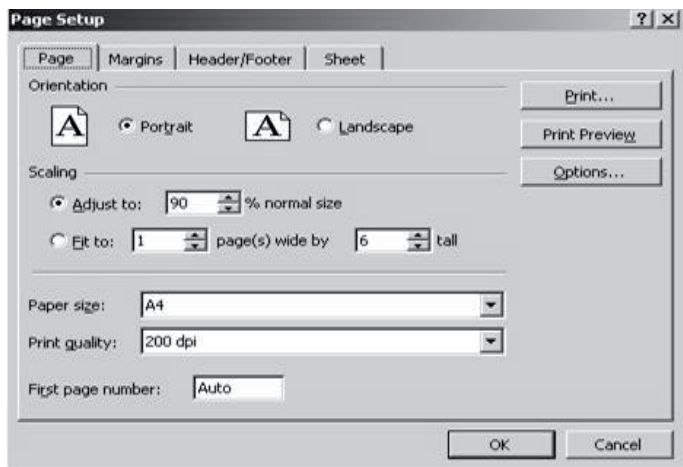 Page Setup
Page Margins Header/Footer Sheet
Orientation
A Portrait A Landscape
Print...
Print Preview
Options...
Scaling
Adjust to: 90 % normal size
Fit to: 1 page(s) wide by 6 tall
Paper size: A4
Print quality: 200 dpi
First page number: Auto
OK Cancel